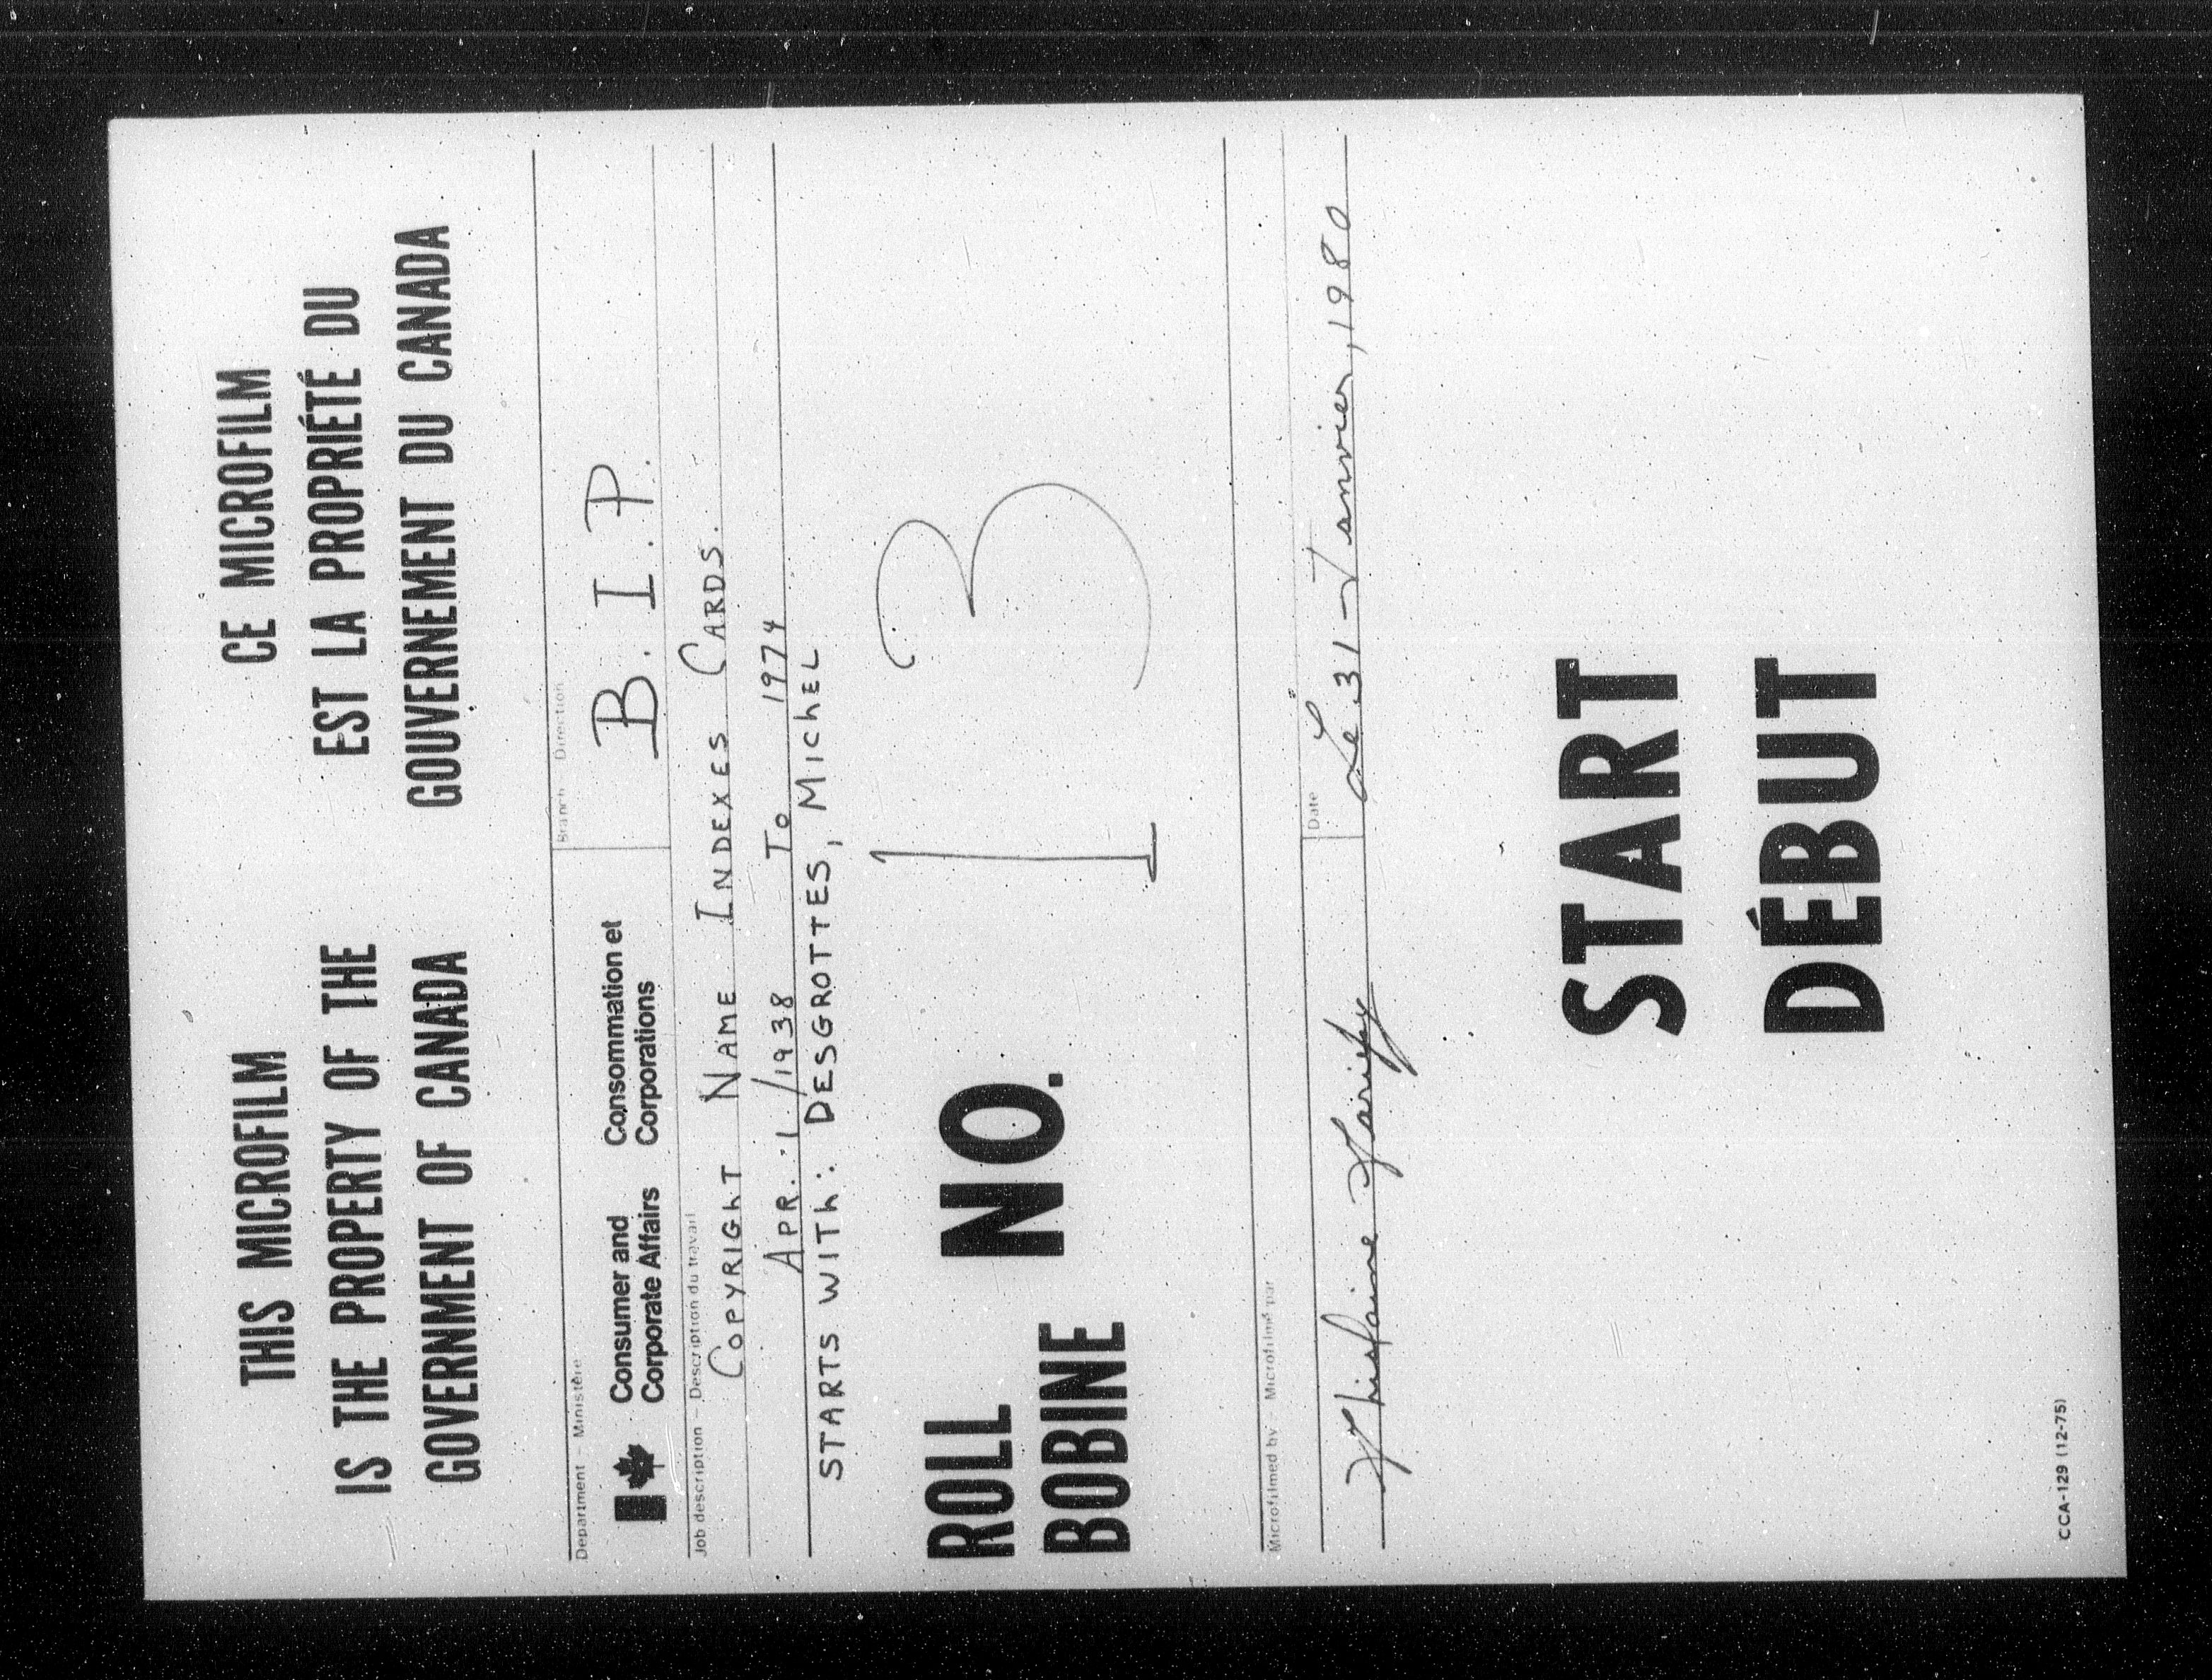 THIS MICROFILM
IS THE PROPERTY OF THE
GOVERNMENT OF CANADA
CE MICROFILM
EST LA PROPRIÉTÉ DU
GOUVERNEMENT DU CANADA
Department – Ministère
Consumer and
Corporate Affairs
Consommation et
Corporations
Branch – Direction
B. I. P.
Job description – Description du travail
COPYRIGHT NAME INDEXES CARDS.
APR. 1/1938 TO 1974
STARTS WITH: DESGROTTES, MICHEL
ROLL
BOBINE
NO. 13
Microfilmed by – Microfilmé par
Date
Le 31 – Janvier, 1980
START
DÉBUT
CCA-129 (12-75)